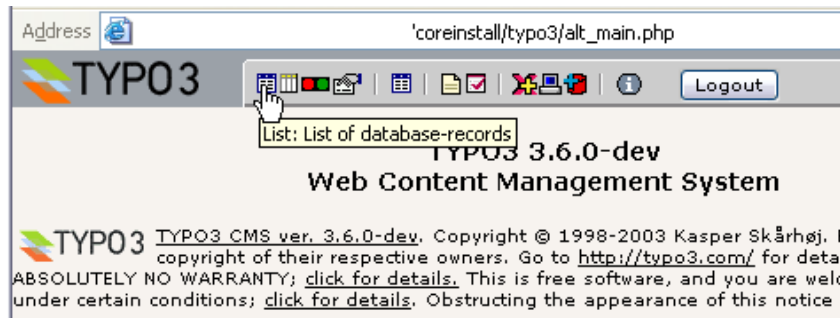 Address 'coreinstall/typo3/alt_main.php
TYPO3 Logout
List: List of database-records
TYPO3 3.6.0-dev
Web Content Management System
TYPO3 TYPO3 CMS ver. 3.6.0-dev. Copyright © 1998-2003 Kasper Skårhøj.
copyright of their respective owners. Go to http://typo3.com/ for deta
ABSOLUTELY NO WARRANTY; click for details. This is free software, and you are welc
under certain conditions; click for details. Obstructing the appearance of this notice